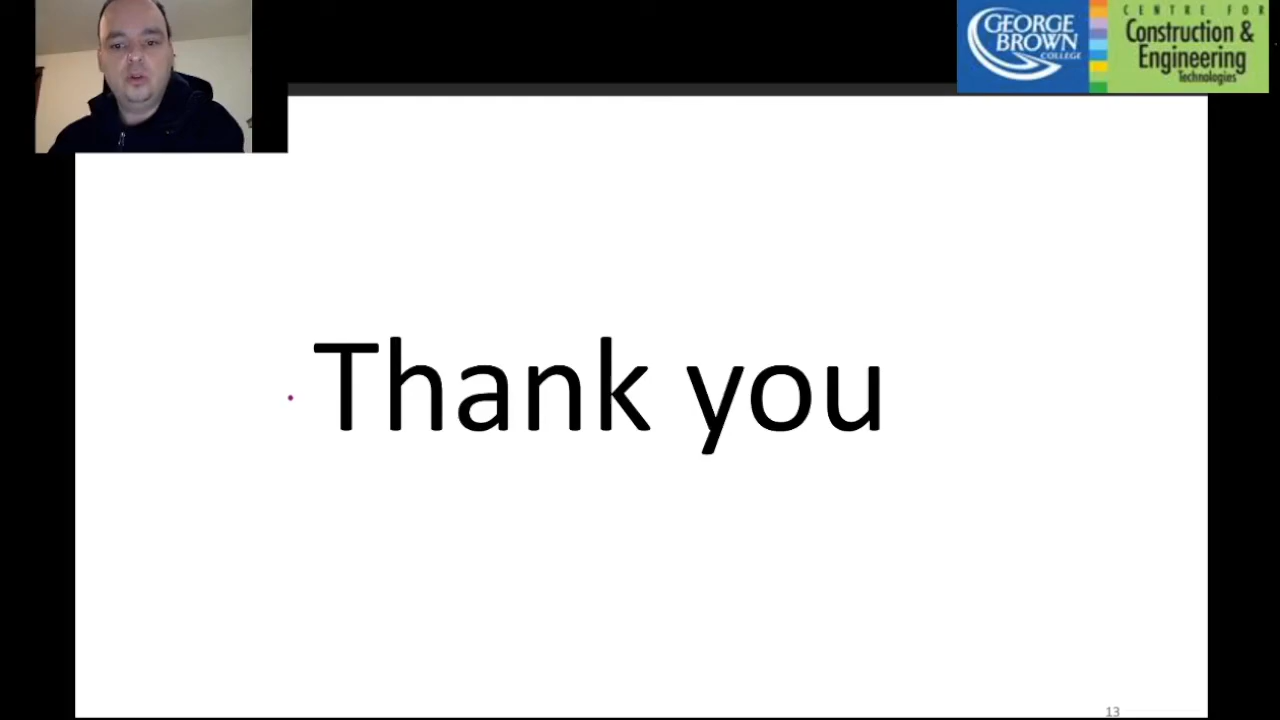 GEORGE
BROWN
COLLEGE
CENTRE FOR
Construction &
Engineering
Technologies
Thank you
13